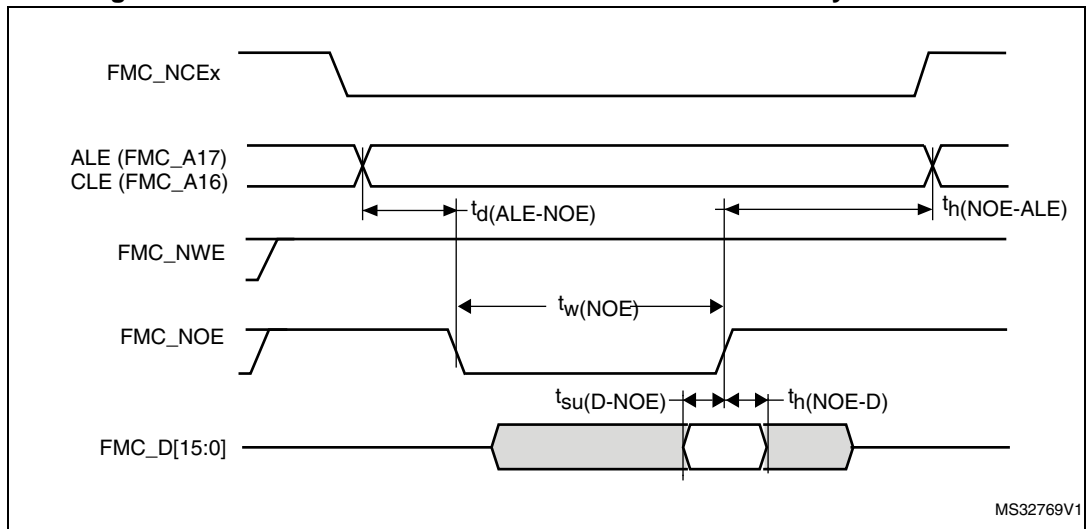 FMC_NCEx
ALE (FMC_A17)
CLE (FMC_A16)
td(ALE-NOE)
th(NOE-ALE)
FMC_NWE
tw(NOE)
FMC_NOE
tsu(D-NOE)
th(NOE-D)
FMC_D[15:0]
MS32769V1